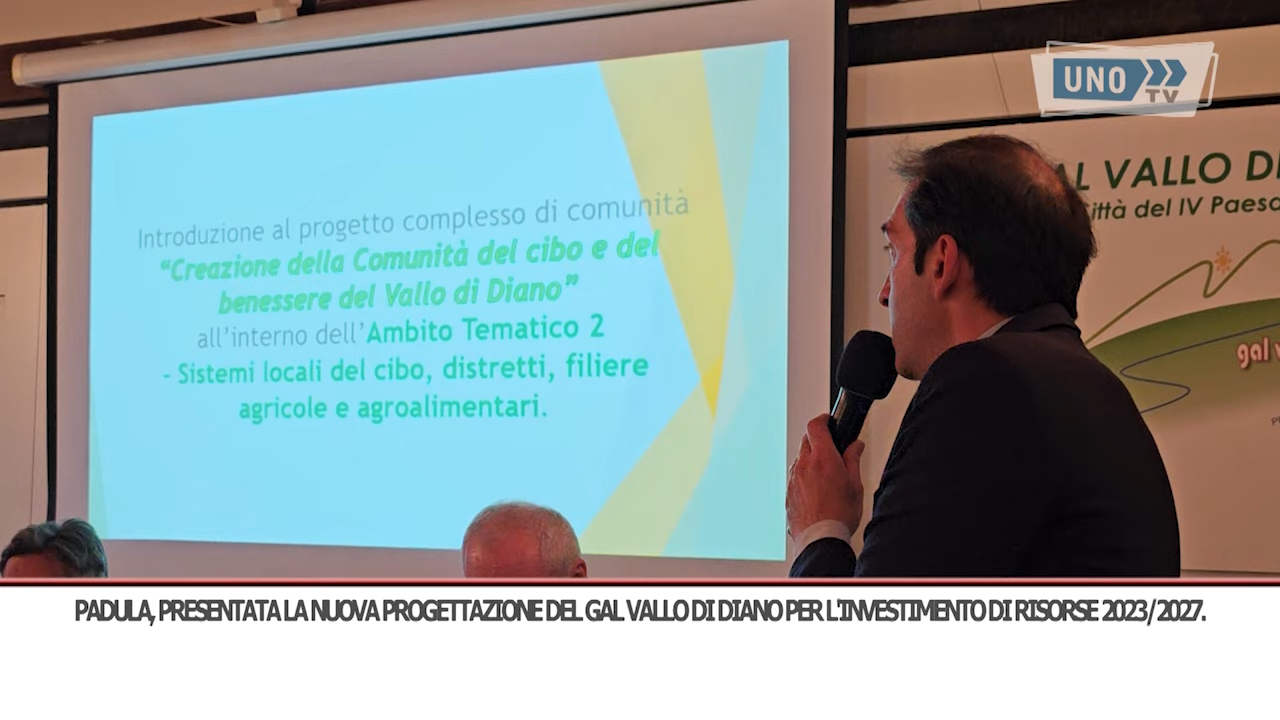 UNO
TV
Introduzione al progetto complesso di comunità
“Creazione della Comunità del cibo e del
benessere del Vallo di Diano”
all’interno dell’Ambito Tematico 2
- Sistemi locali del cibo, distretti, filiere
agricole e agroalimentari.
AL VALLO DI
ittà del IV Paesa
gal v
PADULA, PRESENTATA LA NUOVA PROGETTAZIONE DEL GAL VALLO DI DIANO PER L'INVESTIMENTO DI RISORSE 2023/2027.